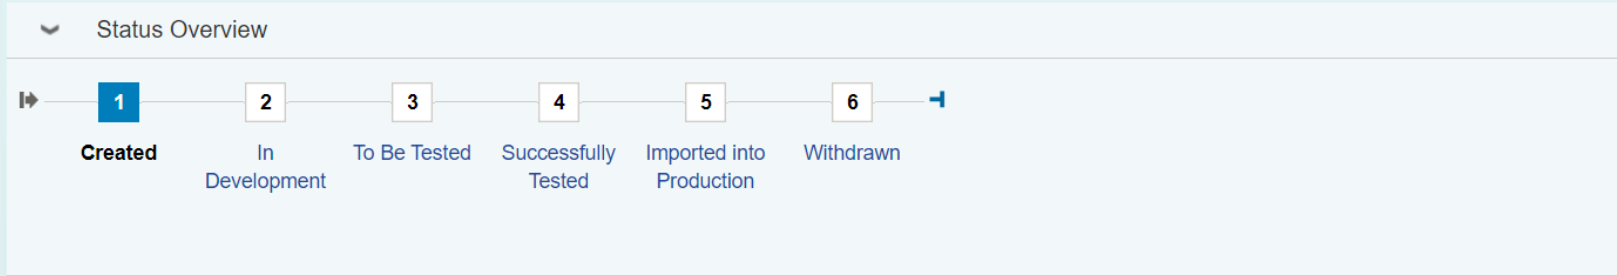 Status Overview
1 2 3 4 5 6
Created In To Be Tested Successfully Imported into Withdrawn
Development Tested Production